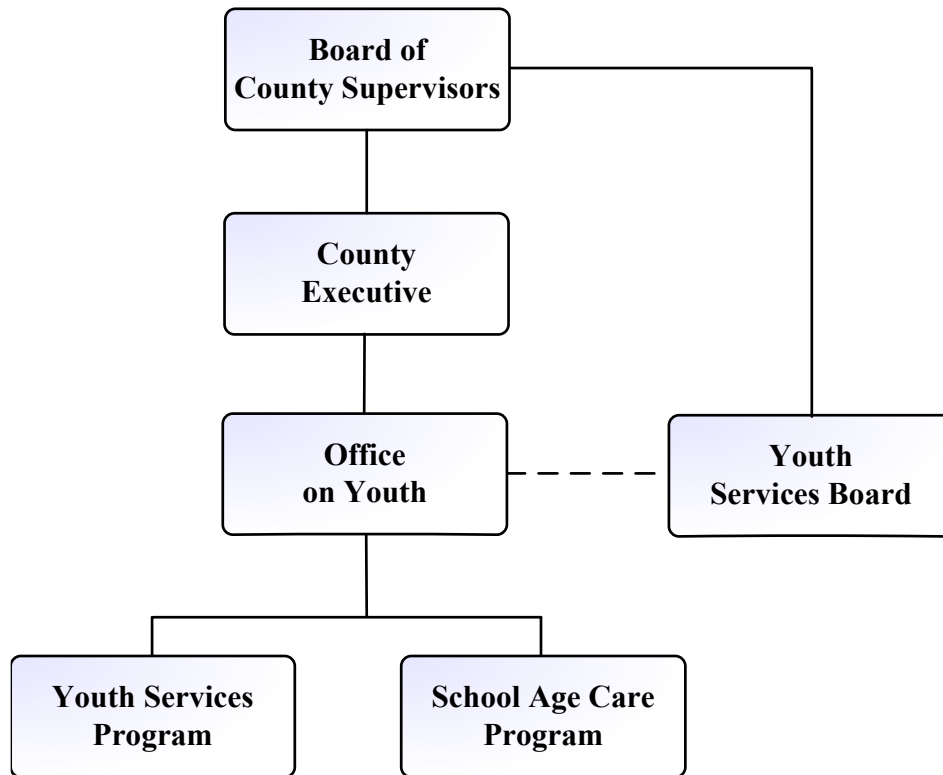 Board of
County Supervisors
County
Executive
Office
on Youth
Youth
Services Board
Youth Services
Program
School Age Care
Program